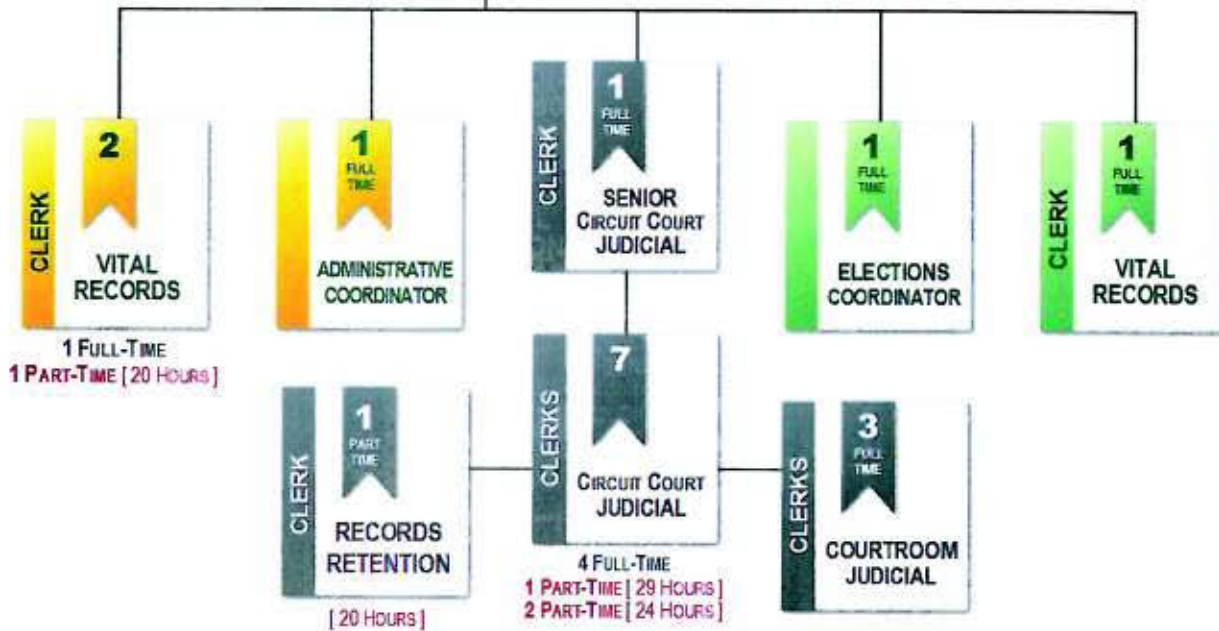 CLERK
2
VITAL
RECORDS
1 FULL-TIME
1 PART-TIME [ 20 HOURS ]
1
FULL
TIME
ADMINISTRATIVE
COORDINATOR
CLERK
1
FULL
TIME
SENIOR
CIRCUIT COURT
JUDICIAL
1
FULL
TIME
ELECTIONS
COORDINATOR
CLERK
1
FULL
TIME
VITAL
RECORDS
CLERK
1
PART
TIME
RECORDS
RETENTION
[ 20 HOURS ]
CLERKS
7
CIRCUIT COURT
JUDICIAL
4 FULL-TIME
1 PART-TIME [ 29 HOURS ]
2 PART-TIME [ 24 HOURS ]
CLERKS
3
FULL
TIME
COURTROOM
JUDICIAL